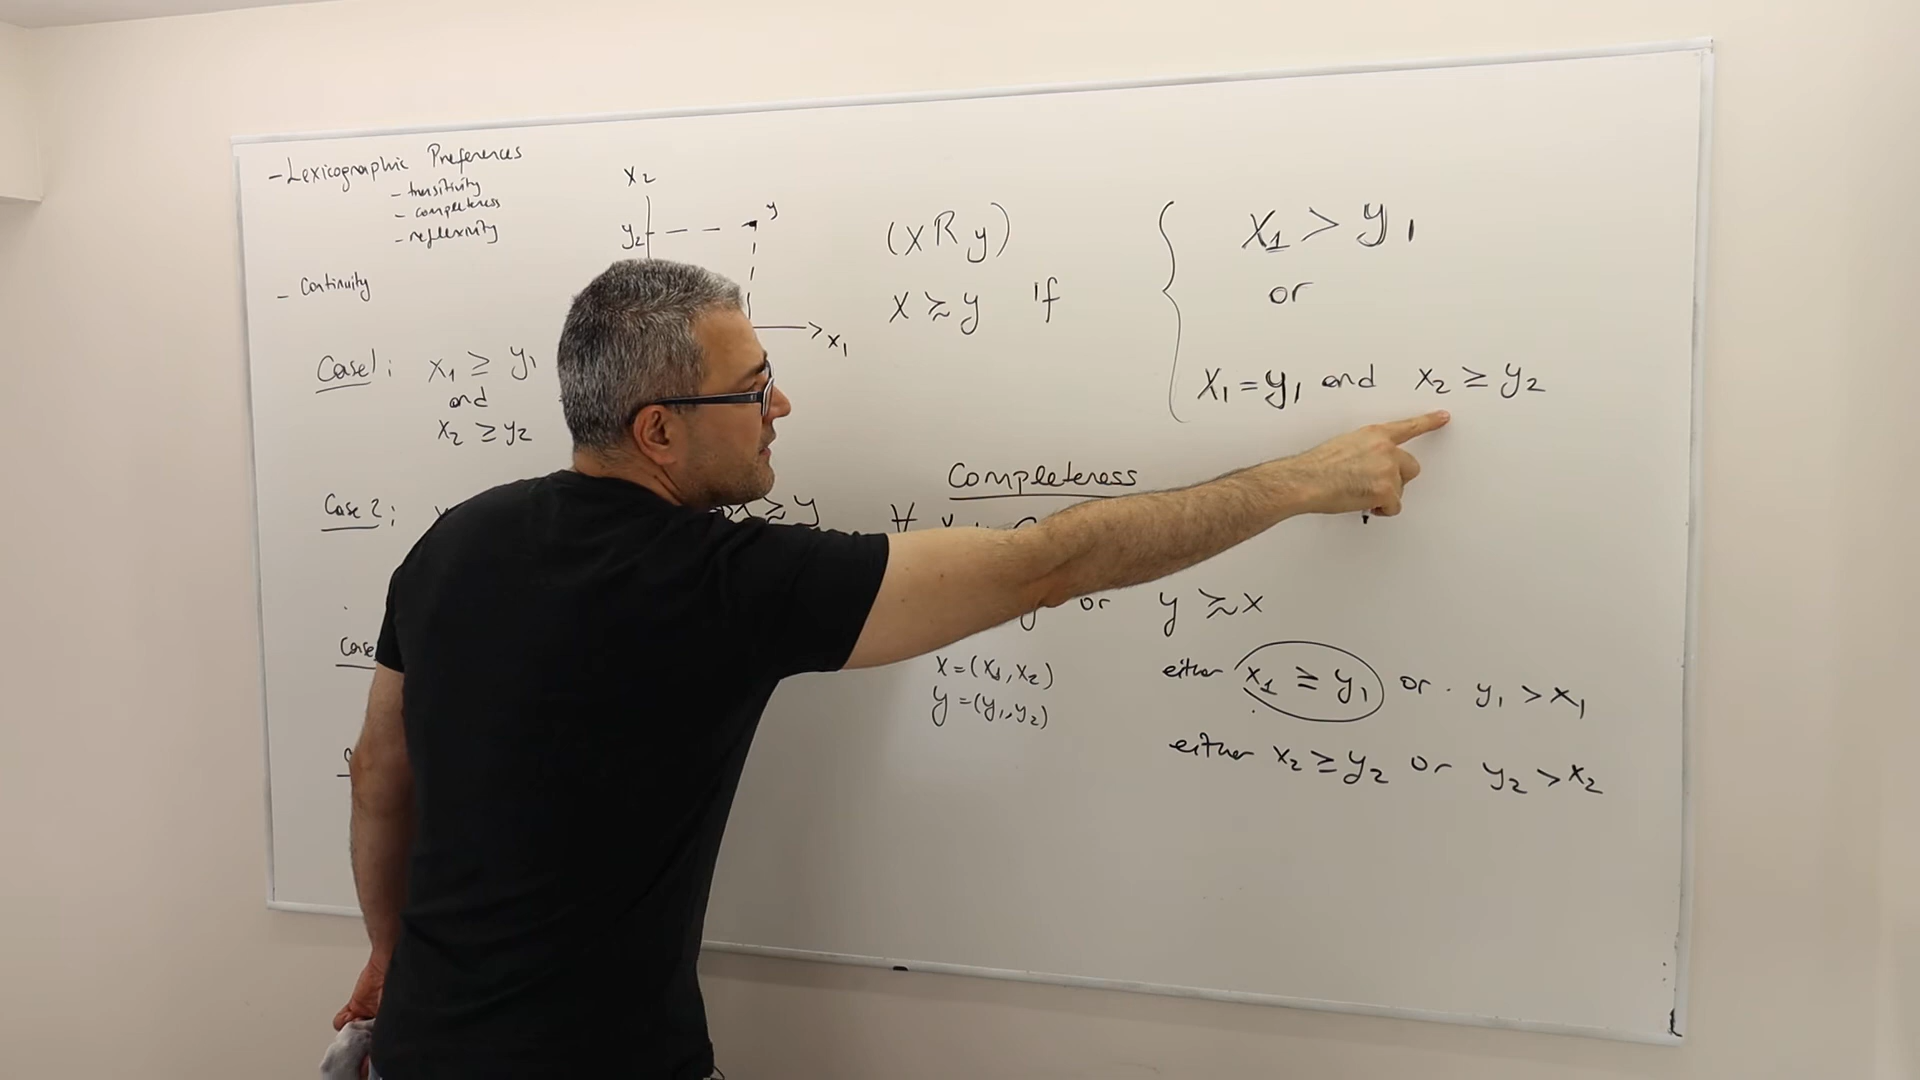 - Lexicographic Preferences
- transitivity
- completeness
- reflexivity
- Continuity
Case 1: x₁ ≥ y₁
and
x₂ ≥ y₂
Case 2:
≿ y
Case
x₂
y₂
y
x₁
(x R y)
x ≿ y if
x₁ > y₁
or
x₁ = y₁ and x₂ ≥ y₂
Completeness
∀
or y ≿ x
x = (x₁, x₂)
y = (y₁, y₂)
either x₁ ≥ y₁ or y₁ > x₁
either x₂ ≥ y₂ or y₂ > x₂